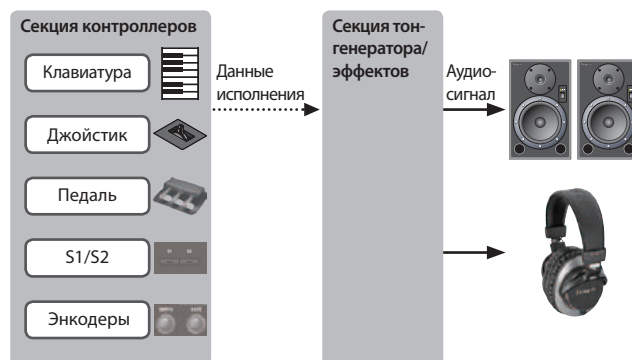 Секция контроллеров
Клавиатура
Джойстик
Педаль
S1/S2
Энкодеры
Данные
исполнения
Секция тон-
генератора/
эффектов
Аудио-
сигнал